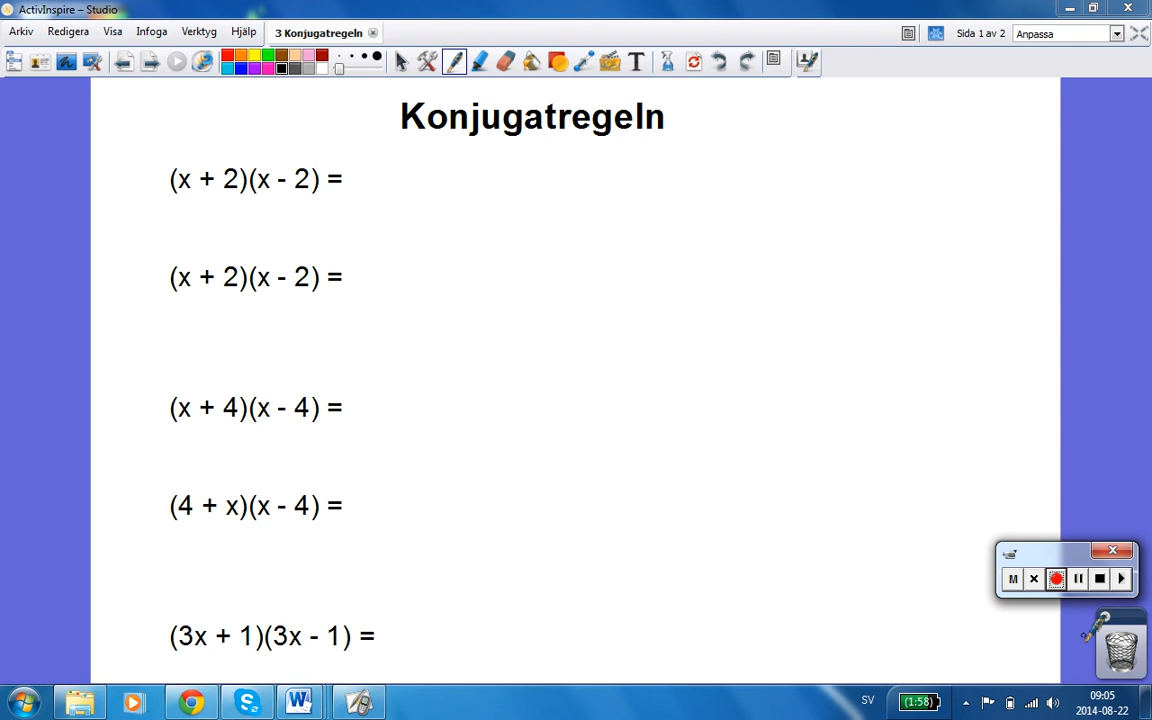 ActivInspire – Studio
Arkiv Redigera Visa Infoga Verktyg Hjälp 3 Konjugatregeln Sida 1 av 2 Anpassa
T
Konjugatregeln
(x + 2)(x - 2) =
(x + 2)(x - 2) =
(x + 4)(x - 4) =
(4 + x)(x - 4) =
M
(3x + 1)(3x - 1) =
SV (1:58) 09:05
2014-08-22